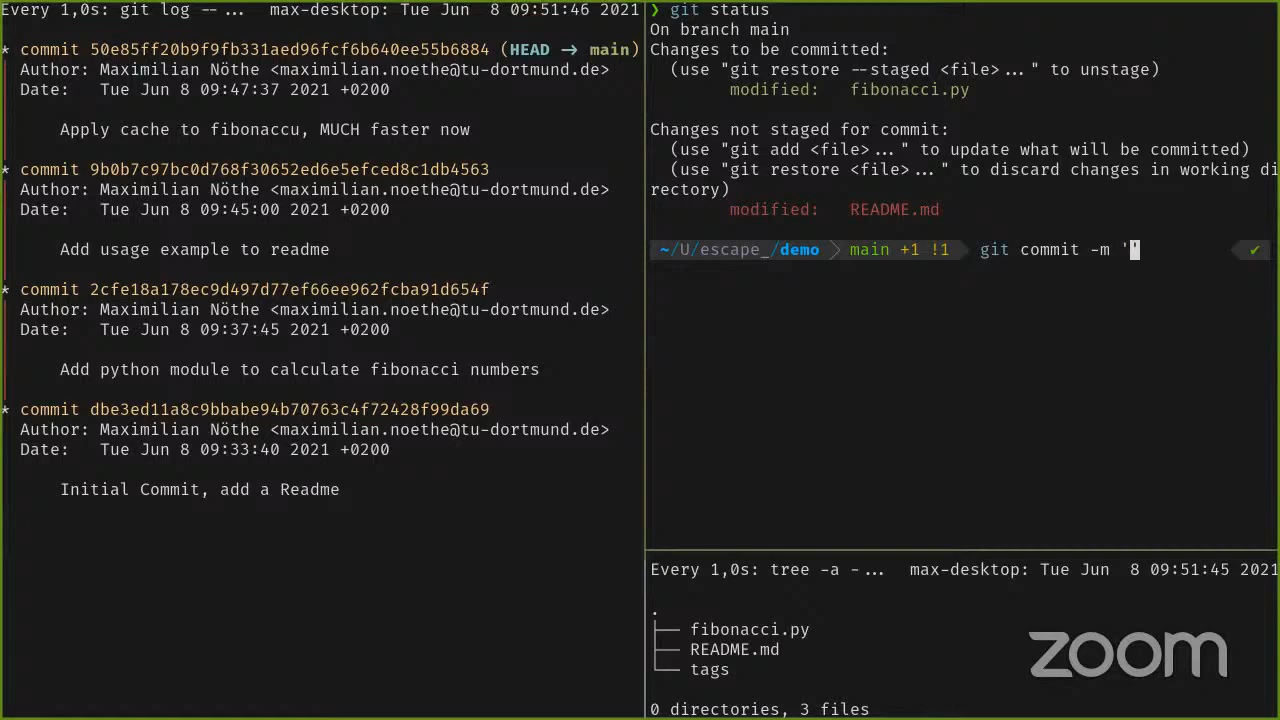 Every 1,0s: git log --... max-desktop: Tue Jun 8 09:51:46 2021
* commit 50e85ff20b9f9fb331aed96fcf6b640ee55b6884 (HEAD → main)
Author: Maximilian Nöthe <maximilian.noethe@tu-dortmund.de>
Date: Tue Jun 8 09:47:37 2021 +0200
Apply cache to fibonaccu, MUCH faster now
* commit 9b0b7c97bc0d768f30652ed6e5efced8c1db4563
Author: Maximilian Nöthe <maximilian.noethe@tu-dortmund.de>
Date: Tue Jun 8 09:45:00 2021 +0200
Add usage example to readme
* commit 2cfe18a178ec9d497d77ef66ee962fcba91d654f
Author: Maximilian Nöthe <maximilian.noethe@tu-dortmund.de>
Date: Tue Jun 8 09:37:45 2021 +0200
Add python module to calculate fibonacci numbers
* commit dbe3ed11a8c9bbabe94b70763c4f72428f99da69
Author: Maximilian Nöthe <maximilian.noethe@tu-dortmund.de>
Date: Tue Jun 8 09:33:40 2021 +0200
Initial Commit, add a Readme
❯ git status
On branch main
Changes to be committed:
(use "git restore --staged <file>..." to unstage)
modified: fibonacci.py
Changes not staged for commit:
(use "git add <file>..." to update what will be committed)
(use "git restore <file>..." to discard changes in working di
rectory)
modified: README.md
~/U/escape_/demo main +1 !1 git commit -m '' ✔
Every 1,0s: tree -a -... max-desktop: Tue Jun 8 09:51:45 2021
.
├── fibonacci.py
├── README.md
└── tags
0 directories, 3 files
zoom